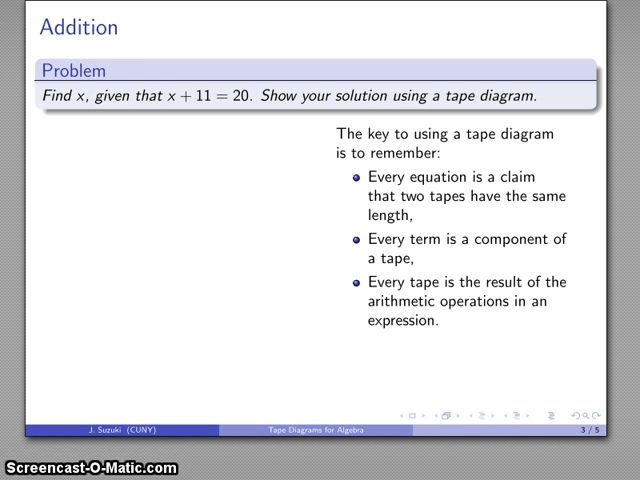 Addition
Problem
Find x, given that x + 11 = 20. Show your solution using a tape diagram.
The key to using a tape diagram
is to remember:
Every equation is a claim
that two tapes have the same
length,
Every term is a component of
a tape,
Every tape is the result of the
arithmetic operations in an
expression.
J. Suzuki (CUNY)
Tape Diagrams for Algebra
3 / 5
Screencast-O-Matic.com